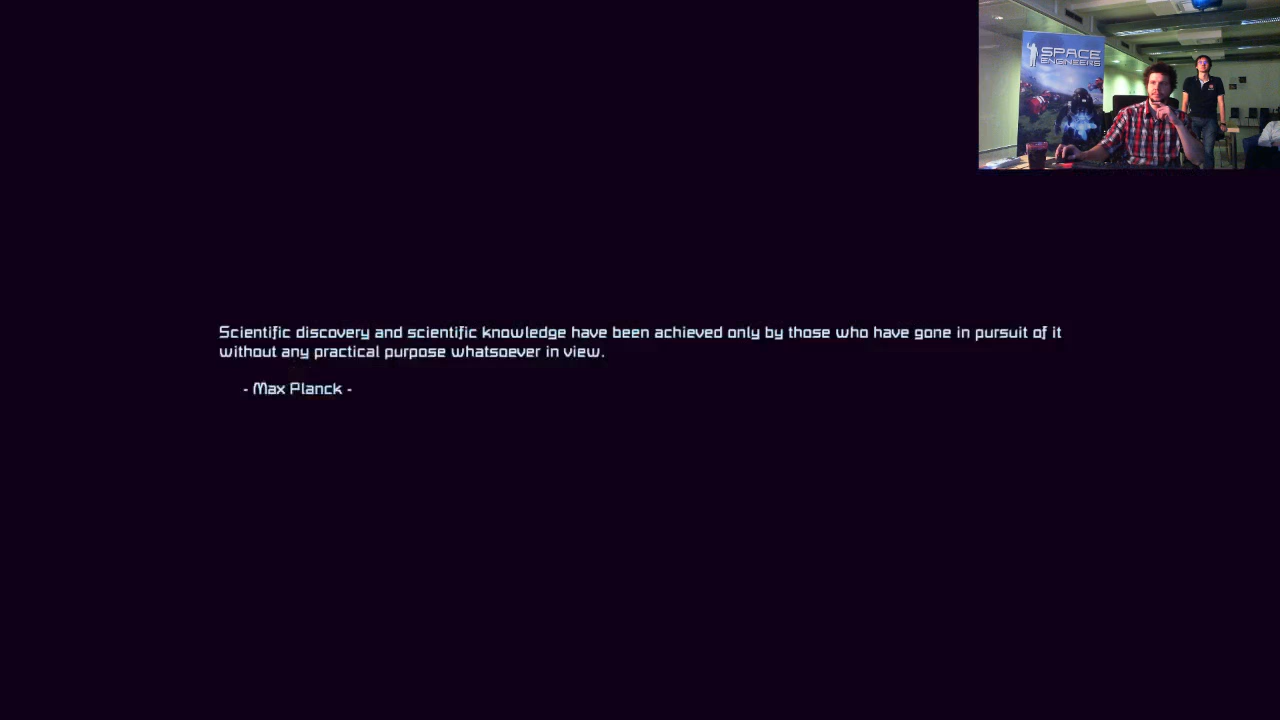 SPACE
ENGINEERS
Scientific discovery and scientific knowledge have been achieved only by those who have gone in pursuit of it
without any practical purpose whatsoever in view.
- Max Planck -